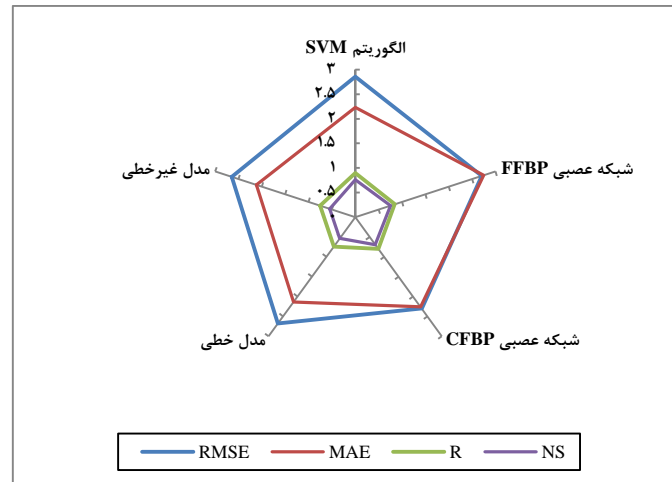 الگوریتم SVM
۳
۲.۵
۲
۱.۵
۱
۰.۵
۰
شبکه عصبی FFBP
شبکه عصبی CFBP
مدل خطی
مدل غیرخطی
RMSE MAE R NS